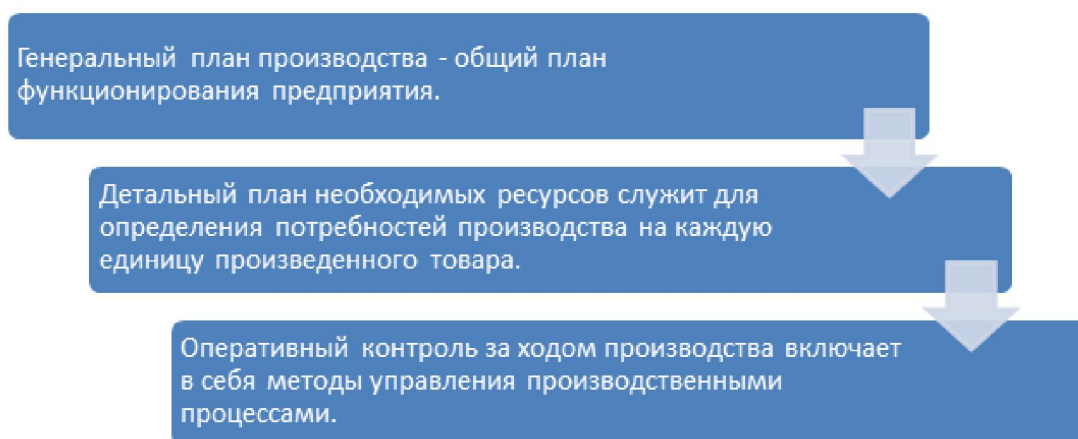 Генеральный план производства - общий план
функционирования предприятия.
Детальный план необходимых ресурсов служит для
определения потребностей производства на каждую
единицу произведенного товара.
Оперативный контроль за ходом производства включает
в себя методы управления производственными
процессами.